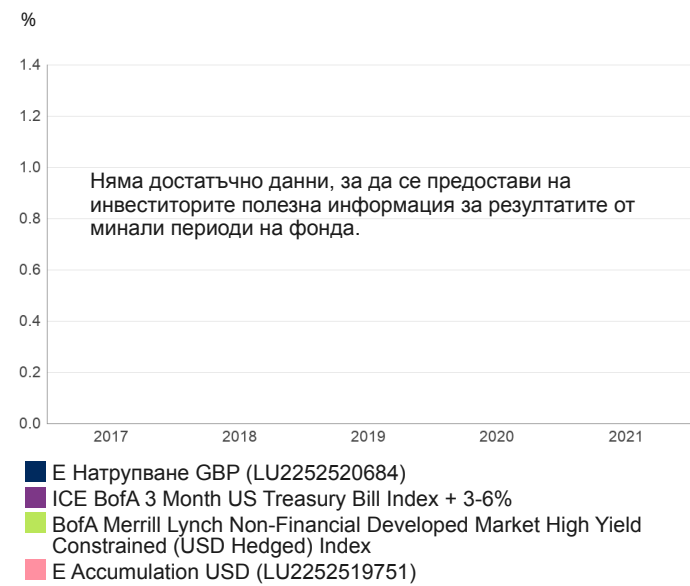 %
1.4
1.2
1.0
Няма достатъчно данни, за да се предостави на
инвеститорите полезна информация за резултатите от
0.8
минали периоди на фонда.
0.6
0.4
0.2
0.0
2017 2018 2019 2020 2021
E Натрупване GBP (LU2252520684)
ICE BofA 3 Month US Treasury Bill Index + 3-6%
BofA Merrill Lynch Non-Financial Developed Market High Yield
Constrained (USD Hedged) Index
E Accumulation USD (LU2252519751)